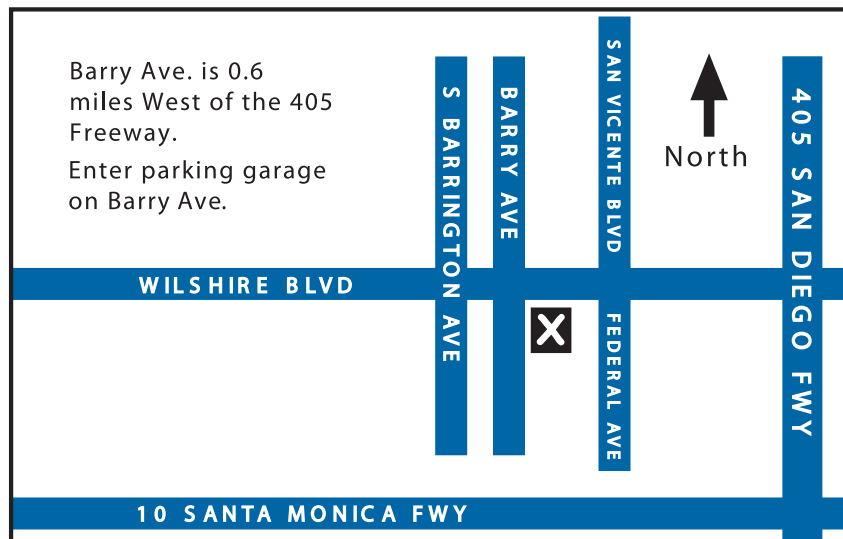 Barry Ave. is 0.6
miles West of the 405
Freeway.
Enter parking garage
on Barry Ave.
S BARRINGTON AVE
BARRY AVE
SAN VICENTE BLVD
North
405 SAN DIEGO FWY
WILSHIRE BLVD
X
FEDERAL AVE
10 SANTA MONICA FWY